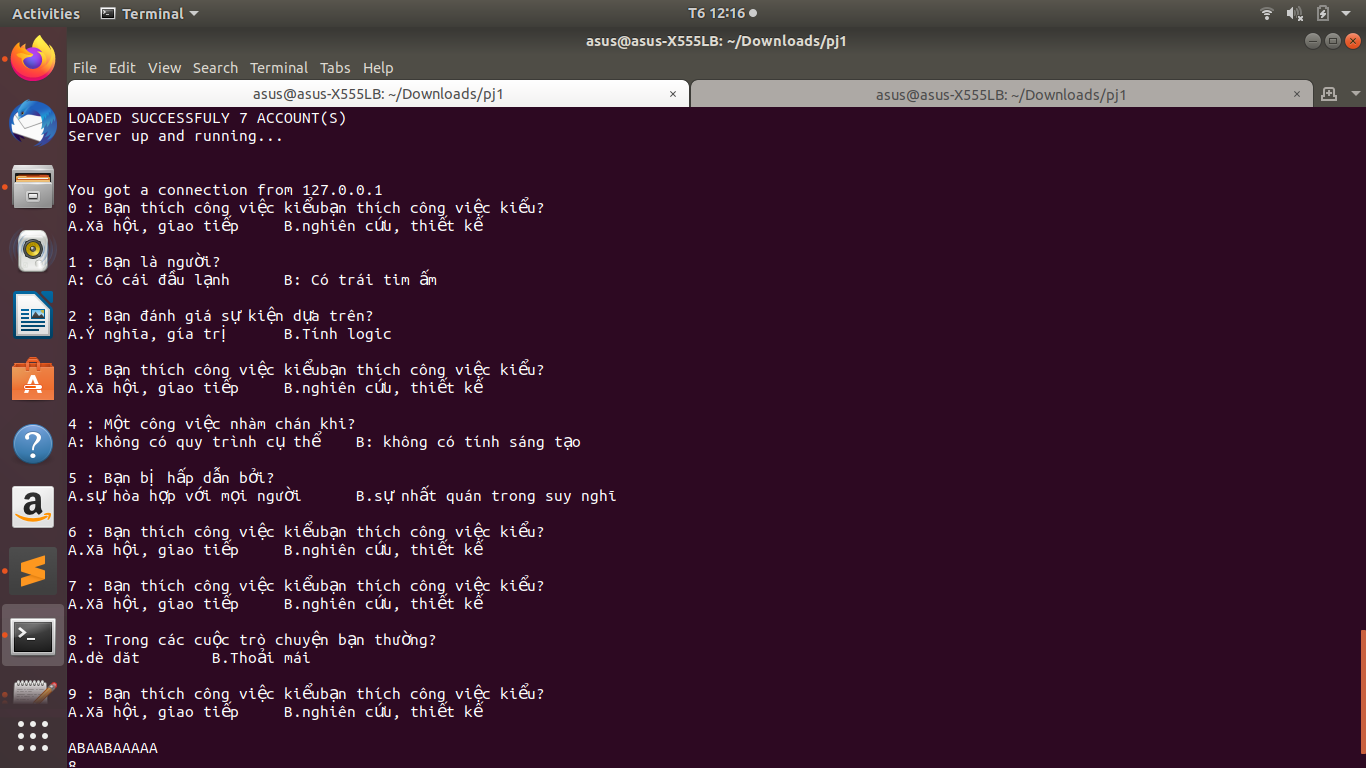 Activities Terminal T6 12:16
asus@asus-X555LB: ~/Downloads/pj1
File Edit View Search Terminal Tabs Help
asus@asus-X555LB: ~/Downloads/pj1 × asus@asus-X555LB: ~/Downloads/pj1 ×
LOADED SUCCESSFULY 7 ACCOUNT(S)
Server up and running...
You got a connection from 127.0.0.1
0 : Bạn thích công việc kiểubạn thích công việc kiểu?
A.Xã hội, giao tiếp B.nghiên cứu, thiết kế
1 : Bạn là người?
A: Có cái đầu lạnh B: Có trái tim ấm
2 : Bạn đánh giá sự kiện dựa trên?
A.Ý nghĩa, gía trị B.Tính logic
3 : Bạn thích công việc kiểubạn thích công việc kiểu?
A.Xã hội, giao tiếp B.nghiên cứu, thiết kế
4 : Một công việc nhàm chán khi?
A: không có quy trình cụ thể B: không có tính sáng tạo
5 : Bạn bị hấp dẫn bởi?
A.sự hòa hợp với mọi người B.sự nhất quán trong suy nghĩ
6 : Bạn thích công việc kiểubạn thích công việc kiểu?
A.Xã hội, giao tiếp B.nghiên cứu, thiết kế
7 : Bạn thích công việc kiểubạn thích công việc kiểu?
A.Xã hội, giao tiếp B.nghiên cứu, thiết kế
8 : Trong các cuộc trò chuyện bạn thường?
A.dè dăt B.Thoải mái
9 : Bạn thích công việc kiểubạn thích công việc kiểu?
A.Xã hội, giao tiếp B.nghiên cứu, thiết kế
ABAABAAAAA
8